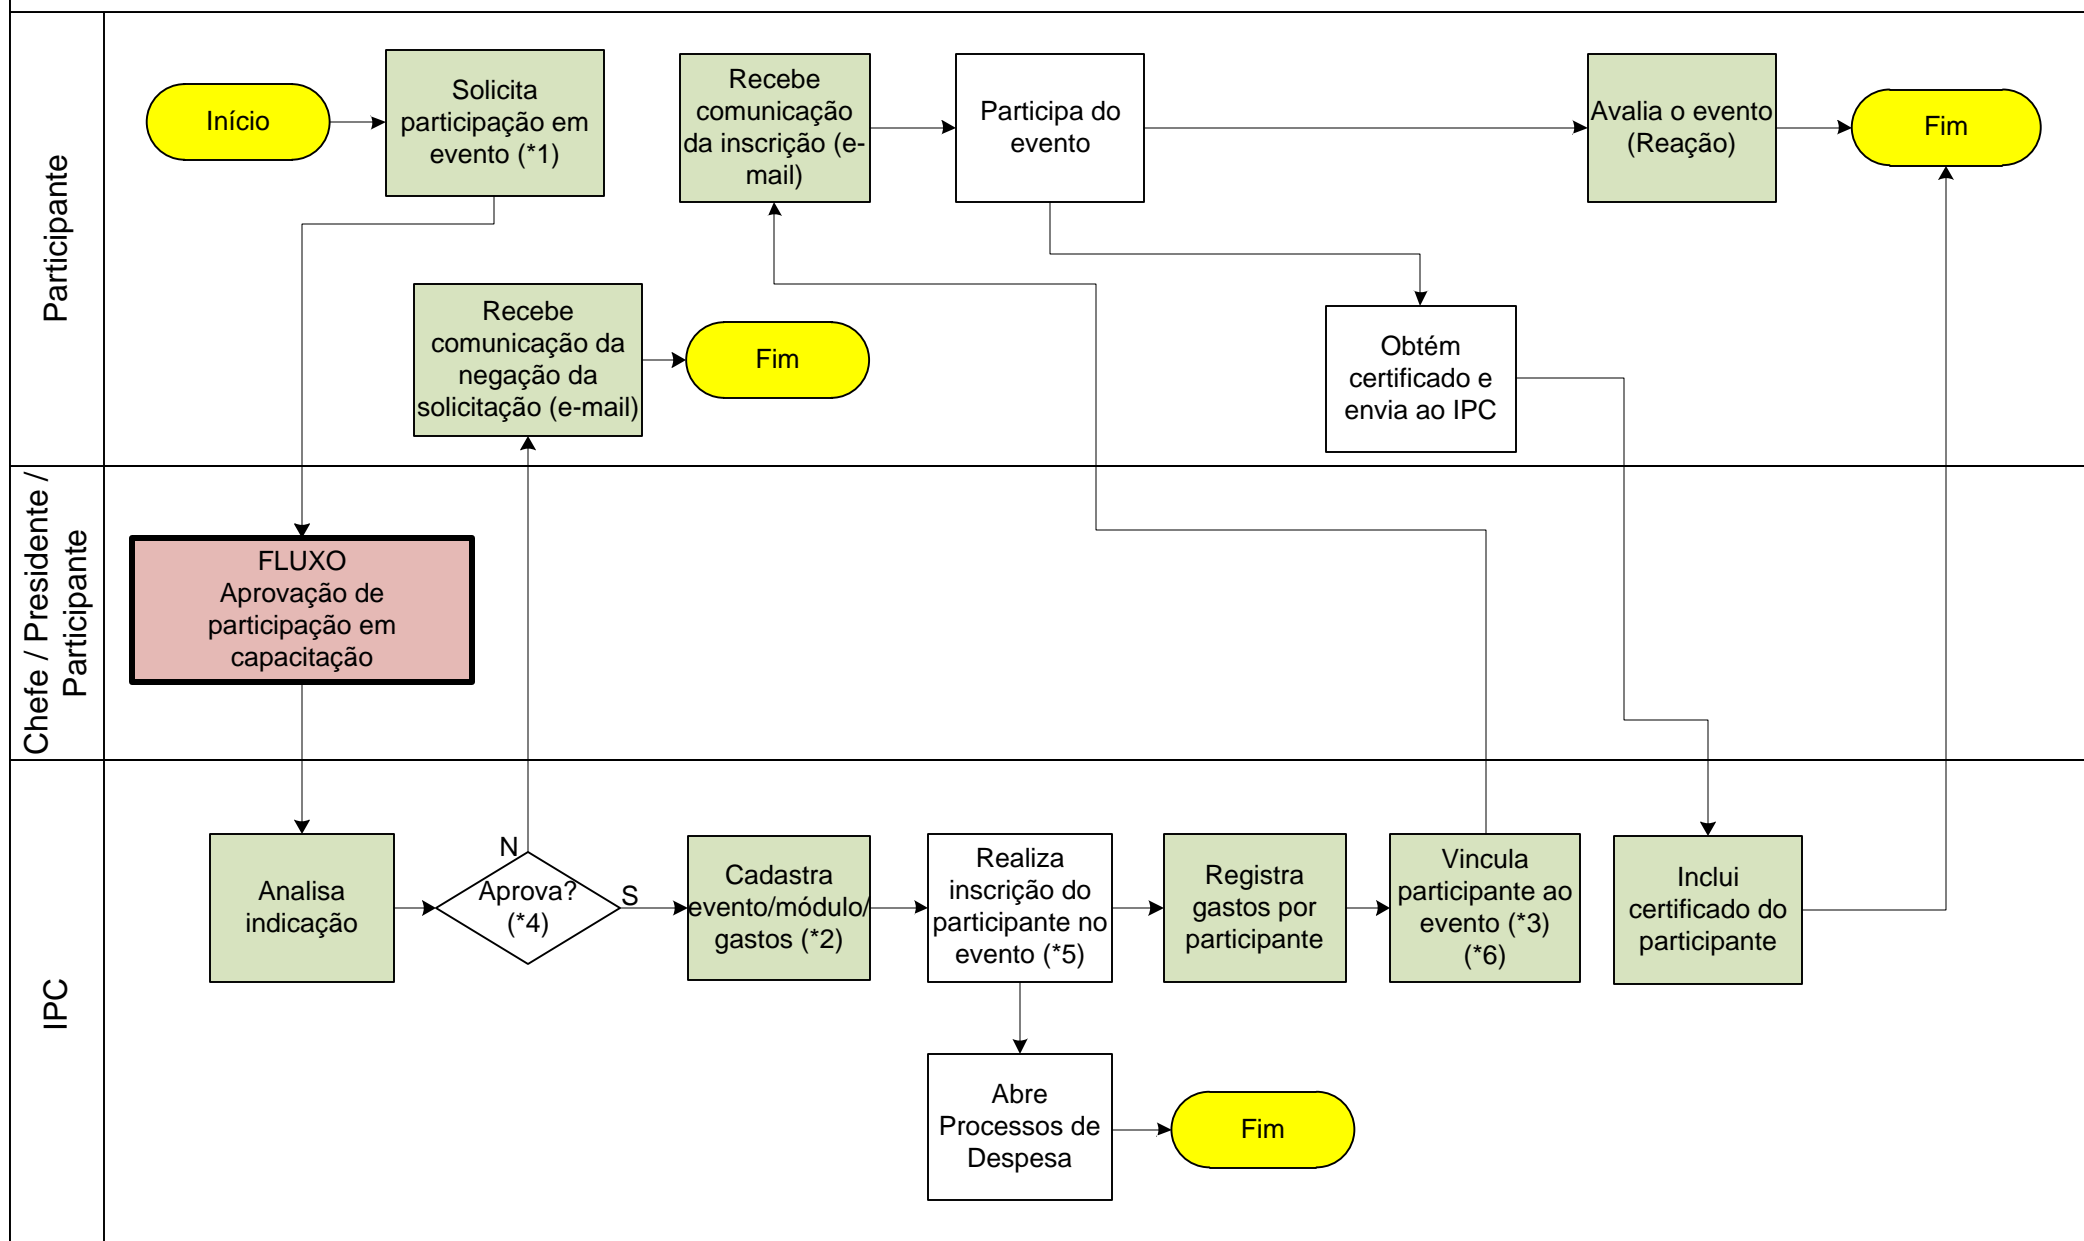 Participante
Início
Solicita
participação em
evento (*1)
Recebe
comunicação
da inscrição (e-
mail)
Participa do
evento
Avalia o evento
(Reação)
Fim
Recebe
comunicação da
negação da
solicitação (e-mail)
Fim
Obtém
certificado e
envia ao IPC
Chefe / Presidente /
Participante
FLUXO
Aprovação de
participação em
capacitação
IPC
Analisa
indicação
N
Aprova?
(*4)
S
Cadastra
evento/módulo/
gastos (*2)
Realiza
inscrição do
participante no
evento (*5)
Registra
gastos por
participante
Vincula
participante ao
evento (*3)
(*6)
Inclui
certificado do
participante
Abre
Processos de
Despesa
Fim